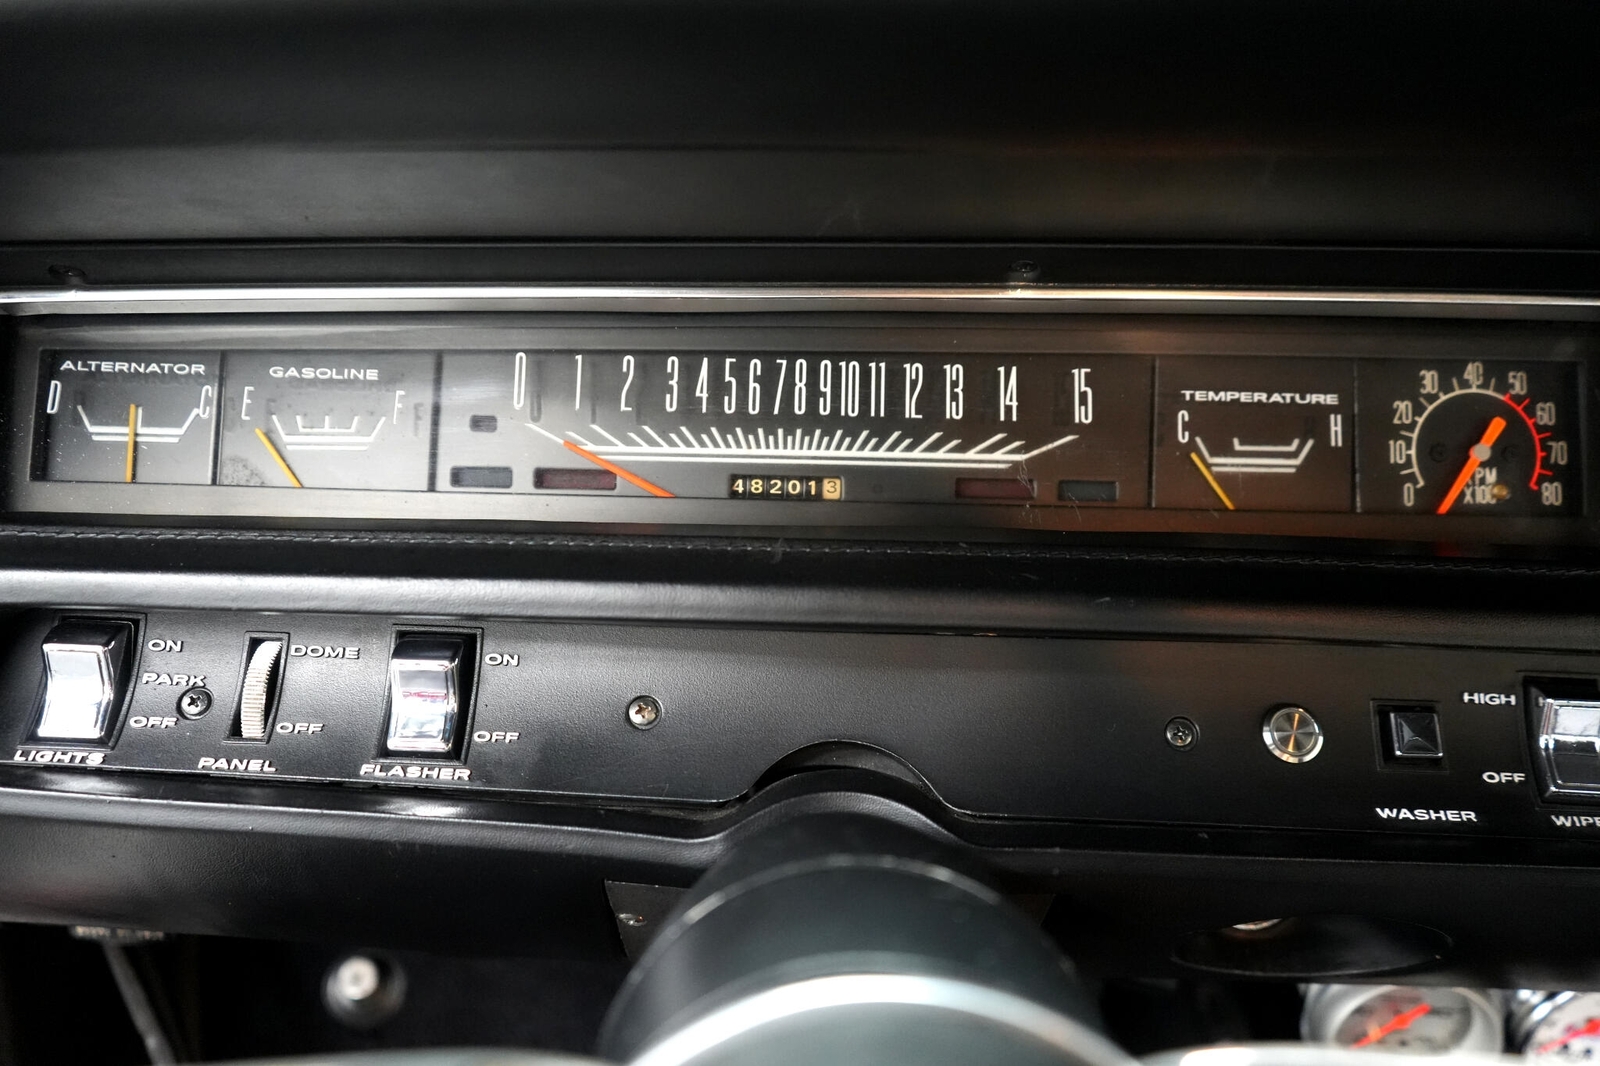 ALTERNATOR
D C
GASOLINE
E F
0 1 2 3 4 5 6 7 8 9 10 11 12 13 14 15
482013
TEMPERATURE
C H
0 10 20 30 40 50 60 70 80
ON
PARK
OFF
LIGHTS
DOME
OFF
PANEL
ON
OFF
FLASHER
WASHER
HIGH
OFF